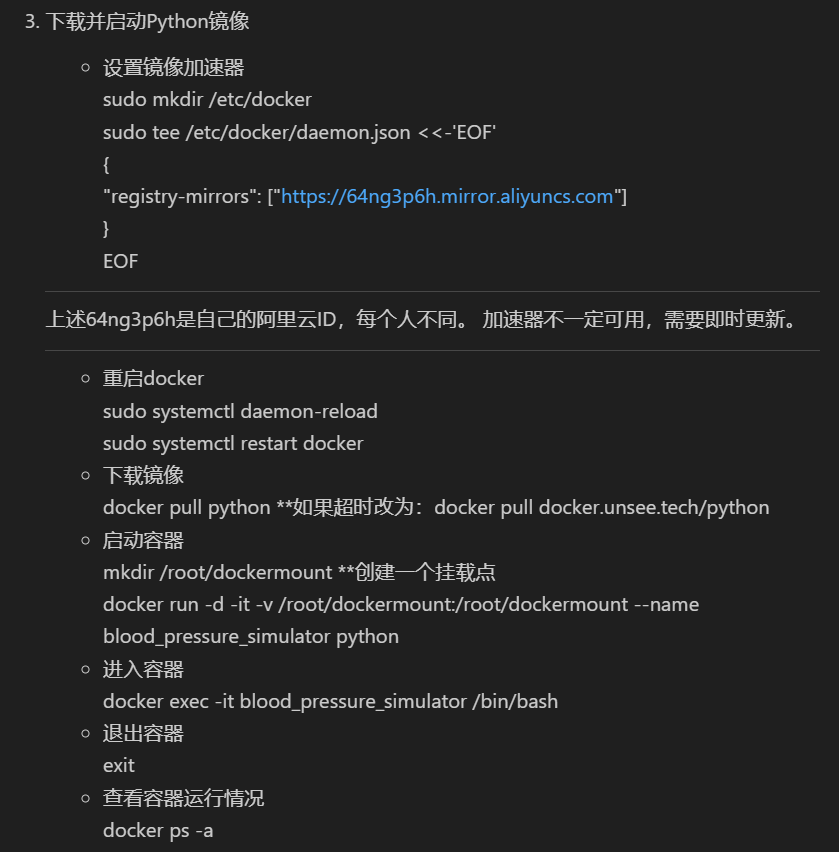 3. 下载并启动Python镜像
设置镜像加速器
sudo mkdir /etc/docker
sudo tee /etc/docker/daemon.json <<-'EOF'
{
"registry-mirrors": ["https://64ng3p6h.mirror.aliyuncs.com"]
}
EOF
上述64ng3p6h是自己的阿里云ID，每个人不同。 加速器不一定可用，需要即时更新。
重启docker
sudo systemctl daemon-reload
sudo systemctl restart docker
下载镜像
docker pull python **如果超时改为：docker pull docker.unsee.tech/python
启动容器
mkdir /root/dockermount **创建一个挂载点
docker run -d -it -v /root/dockermount:/root/dockermount --name
blood_pressure_simulator python
进入容器
docker exec -it blood_pressure_simulator /bin/bash
退出容器
exit
查看容器运行情况
docker ps -a